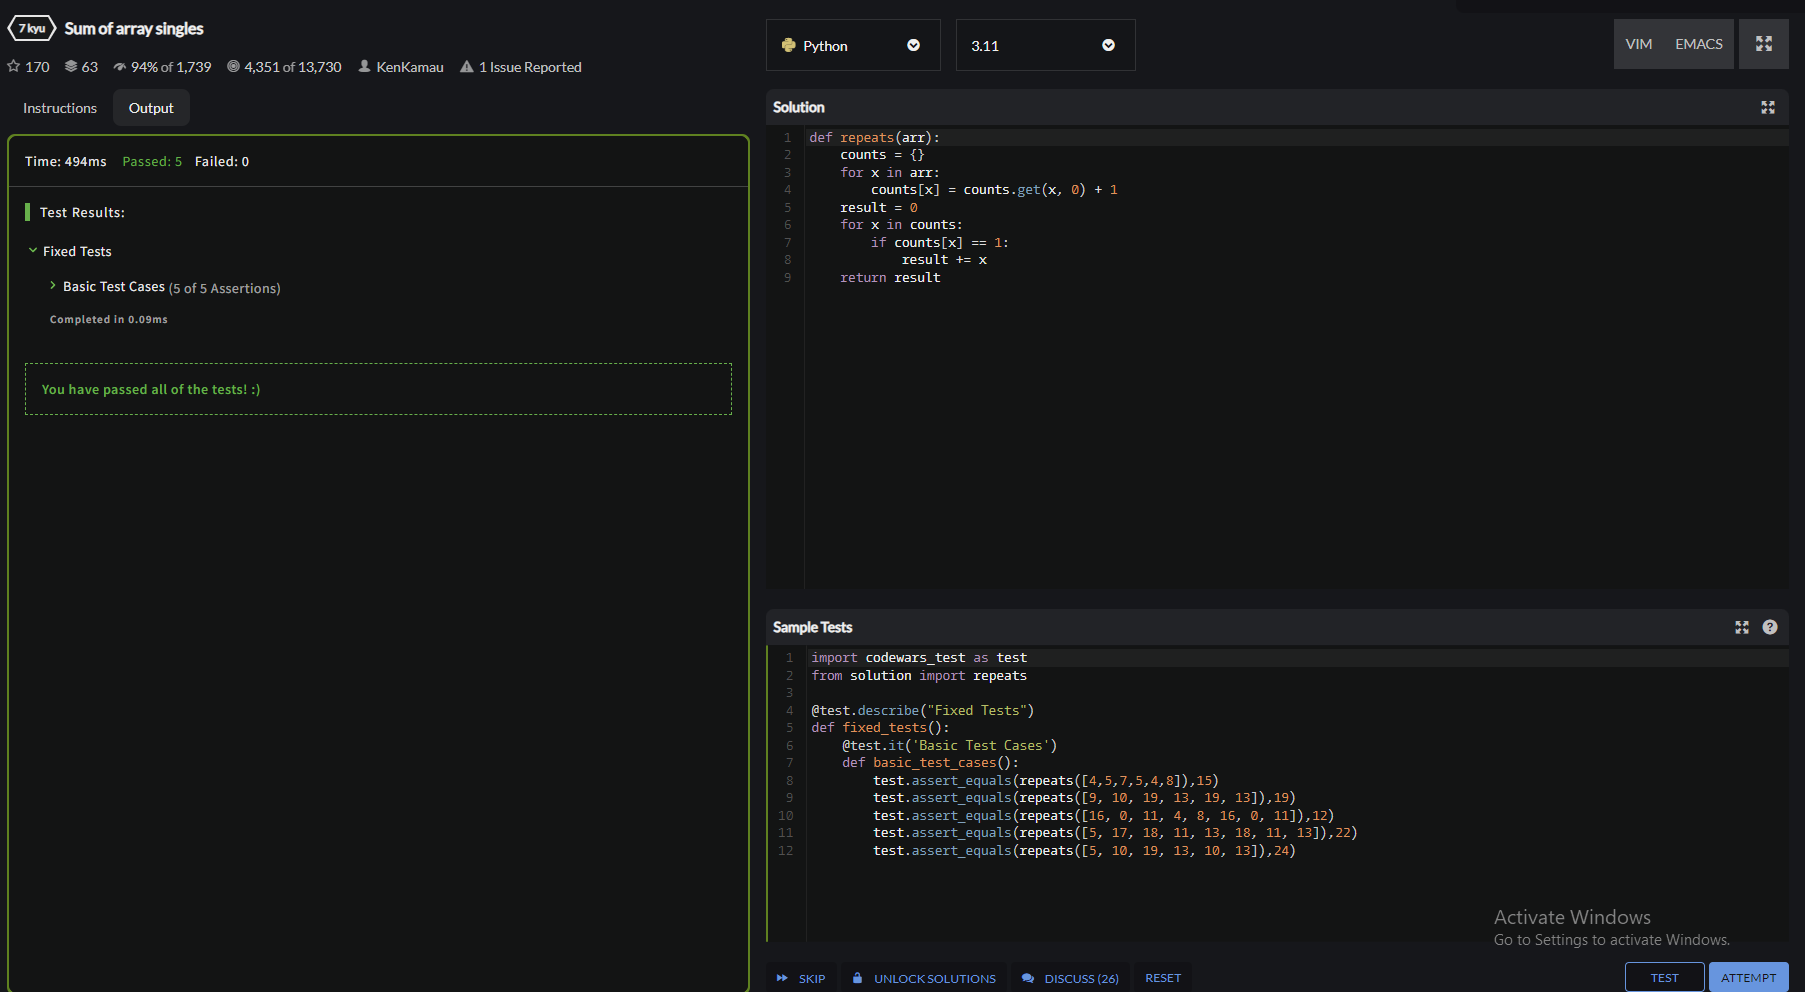 7 kyu Sum of array singles
170 63 94% of 1,739 4,351 of 13,730 KenKamau 1 Issue Reported
Instructions Output
Time: 494ms Passed: 5 Failed: 0
Test Results:
Fixed Tests
Basic Test Cases (5 of 5 Assertions)
Completed in 0.09ms
You have passed all of the tests! :)
Python 3.11 VIM EMACS
Solution
1 def repeats(arr):
2     counts = {}
3     for x in arr:
4         counts[x] = counts.get(x, 0) + 1
5     result = 0
6     for x in counts:
7         if counts[x] == 1:
8             result += x
9     return result
Sample Tests
1 import codewars_test as test
2 from solution import repeats
3
4 @test.describe("Fixed Tests")
5 def fixed_tests():
6     @test.it('Basic Test Cases')
7     def basic_test_cases():
8         test.assert_equals(repeats([4,5,7,5,4,8]),15)
9         test.assert_equals(repeats([9, 10, 19, 13, 19, 13]),19)
10         test.assert_equals(repeats([16, 0, 11, 4, 8, 16, 0, 11]),12)
11         test.assert_equals(repeats([5, 17, 18, 11, 13, 18, 11, 13]),22)
12         test.assert_equals(repeats([5, 10, 19, 13, 10, 13]),24)
Activate Windows
Go to Settings to activate Windows.
SKIP UNLOCK SOLUTIONS DISCUSS (26) RESET TEST ATTEMPT